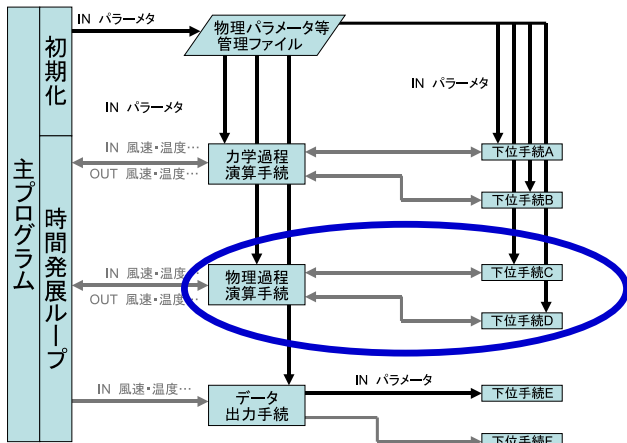 主プログラム
初期化
時間発展ループ
IN パラメタ
物理パラメータ等
管理ファイル
IN パラメタ
IN パラメタ
IN 風速・温度…
OUT 風速・温度…
力学過程
演算手続
下位手続A
下位手続B
IN 風速・温度…
OUT 風速・温度…
物理過程
演算手続
下位手続C
下位手続D
IN 風速・温度…
データ
出力手続
IN パラメタ
下位手続E
下位手続F